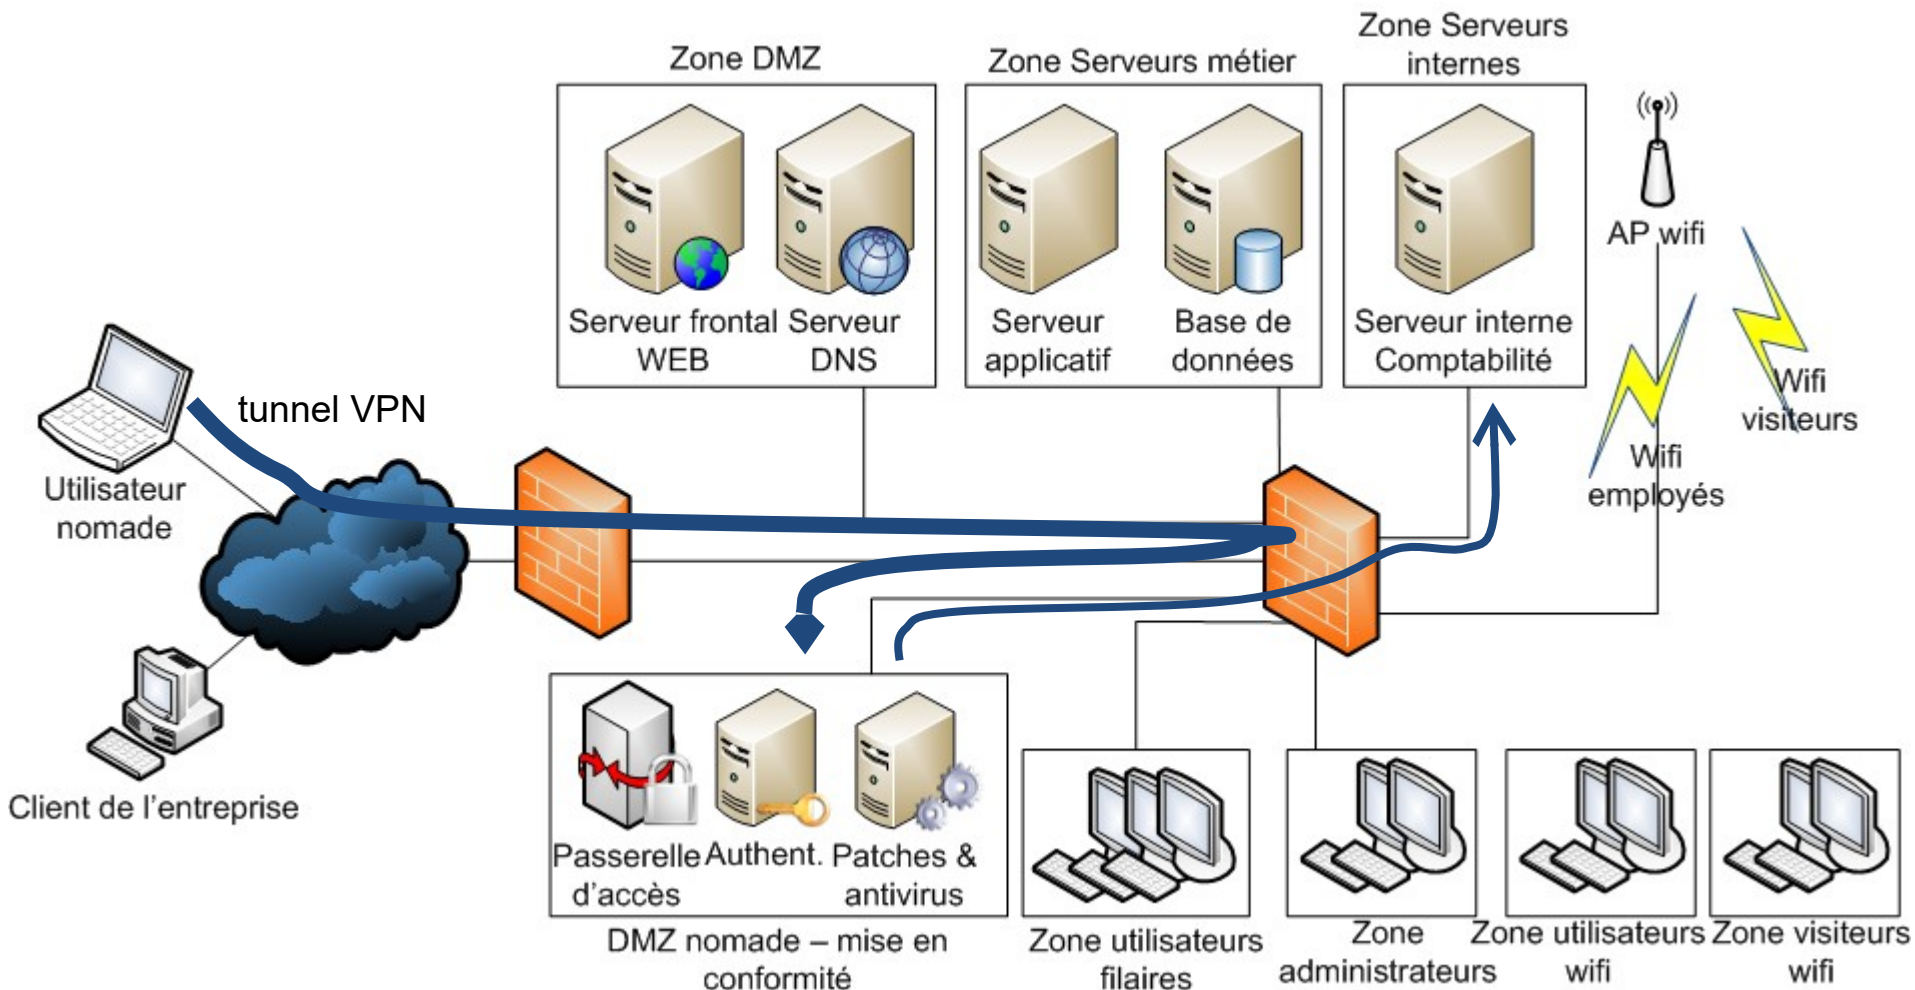 Zone DMZ
Zone Serveurs métier
Zone Serveurs
internes
Serveur frontal
WEB
Serveur
DNS
Serveur
applicatif
Base de
données
Serveur interne
Comptabilité
AP wifi
Wifi
visiteurs
Wifi
employés
tunnel VPN
Utilisateur
nomade
Client de l'entreprise
Passerelle
d'accès
Authent.
Patches &
antivirus
DMZ nomade – mise en
conformité
Zone utilisateurs
filaires
Zone
administrateurs
Zone utilisateurs
wifi
Zone visiteurs
wifi